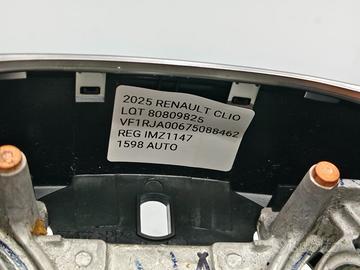 2025 RENAULT CLIO
LOT 80809825
VF1RJA00675088462
REG IMZ1147
1598 AUTO